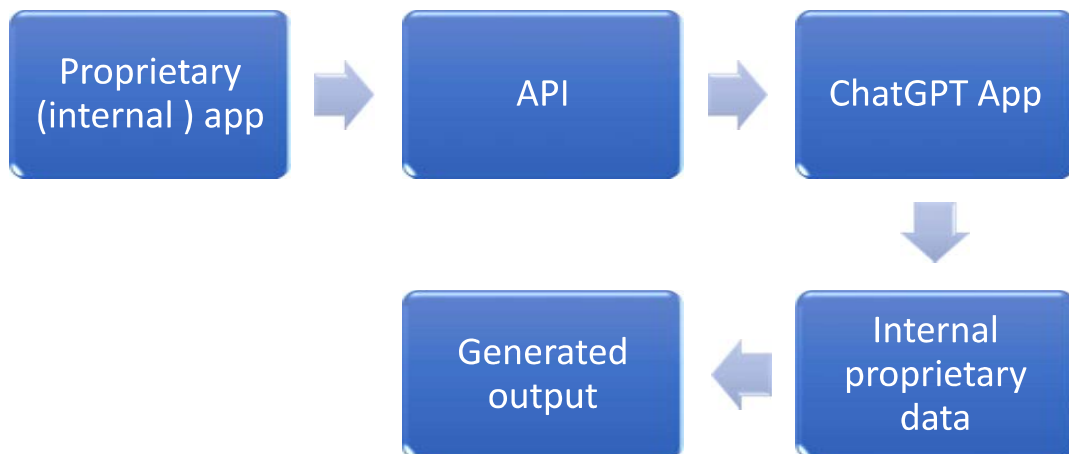 Proprietary
(internal ) app
API
ChatGPT App
Internal
proprietary
data
Generated
output